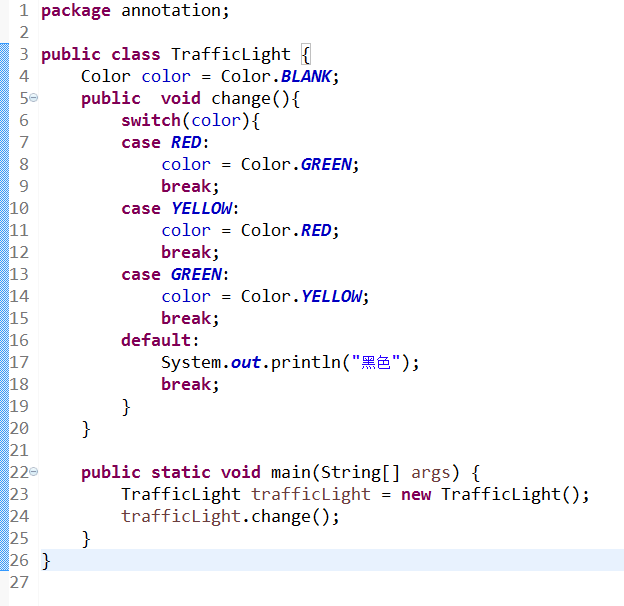 1 package annotation;
2
3 public class TrafficLight {
4     Color color = Color.BLANK;
5     public  void change(){
6         switch(color){
7         case RED:
8             color = Color.GREEN;
9             break;
10         case YELLOW:
11             color = Color.RED;
12             break;
13         case GREEN:
14             color = Color.YELLOW;
15             break;
16         default:
17             System.out.println("黑色");
18             break;
19         }
20     }
21
22     public static void main(String[] args) {
23         TrafficLight trafficLight = new TrafficLight();
24         trafficLight.change();
25     }
26 }
27